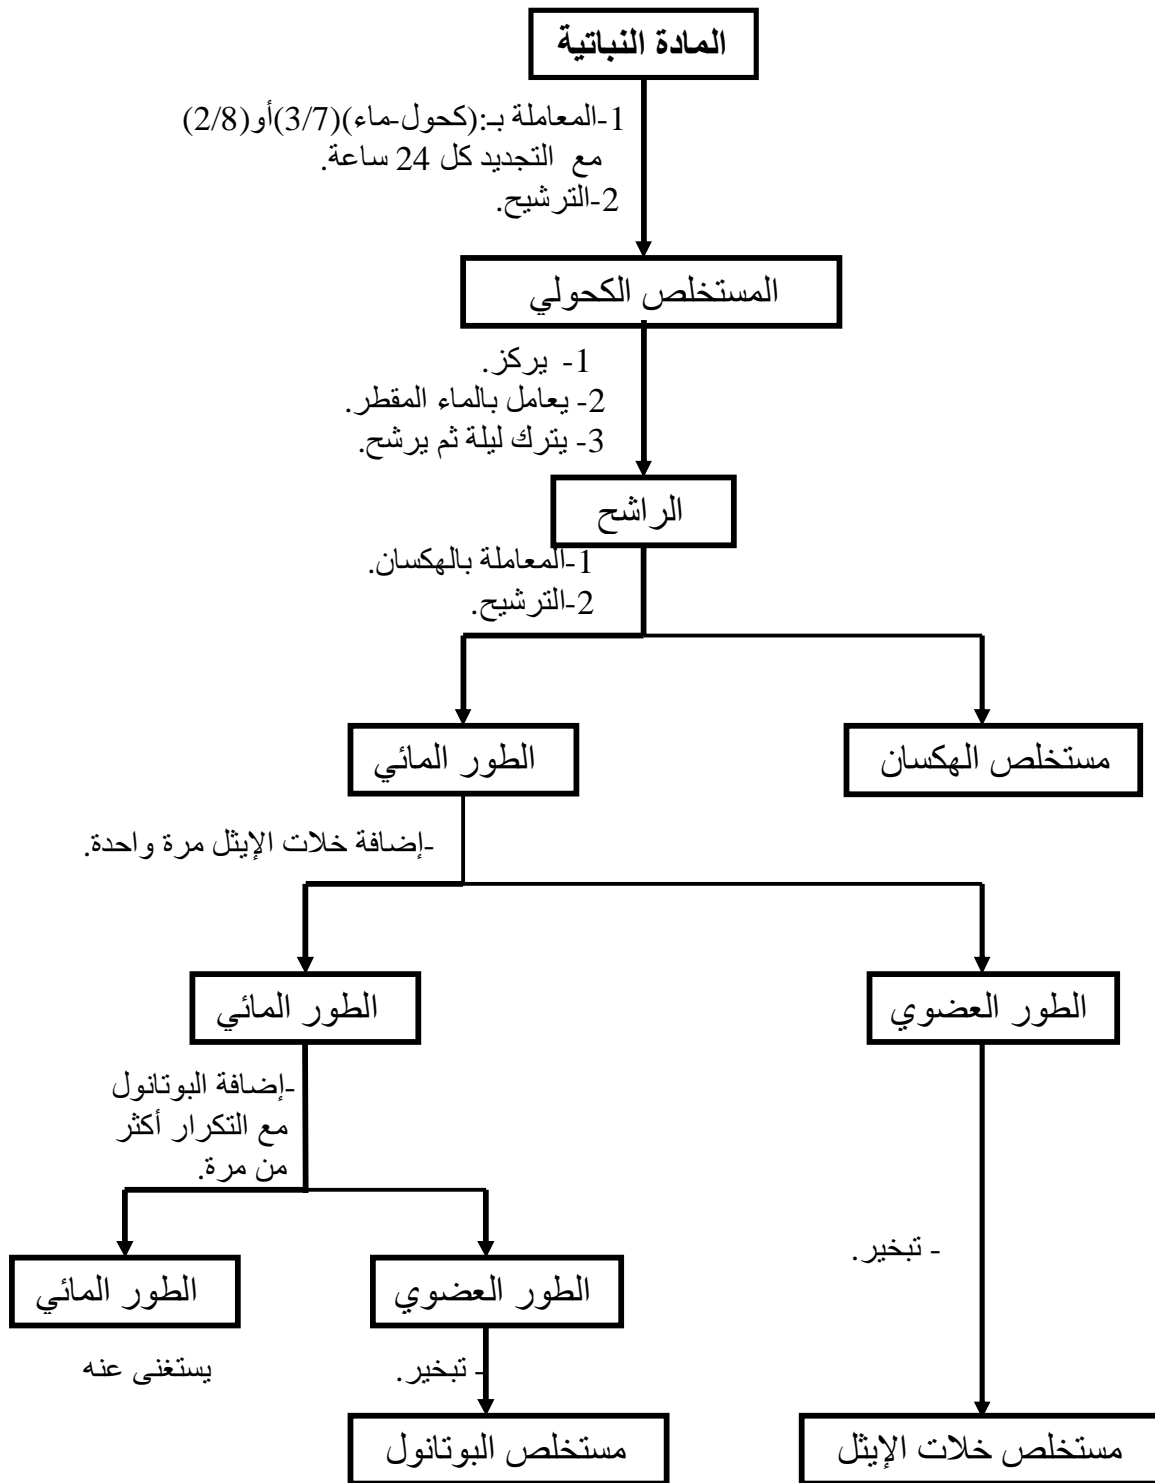 المادة النباتية
1-المعاملة بـ:(كحول-ماء)(3/7)أو(2/8)
مع التجديد كل 24 ساعة.
2-الترشيح.
المستخلص الكحولي
1- يركز.
2- يعامل بالماء المقطر.
3- يترك ليلة ثم يرشح.
الراشح
1-المعاملة بالهكسان.
2-الترشيح.
مستخلص الهكسان
الطور المائي
-إضافة خلات الإيثل مرة واحدة.
الطور العضوي
الطور المائي
-إضافة البوتانول
مع التكرار أكثر
من مرة.
- تبخير.
الطور العضوي
الطور المائي
- تبخير.
يستغنى عنه
مستخلص خلات الإيثل
مستخلص البوتانول